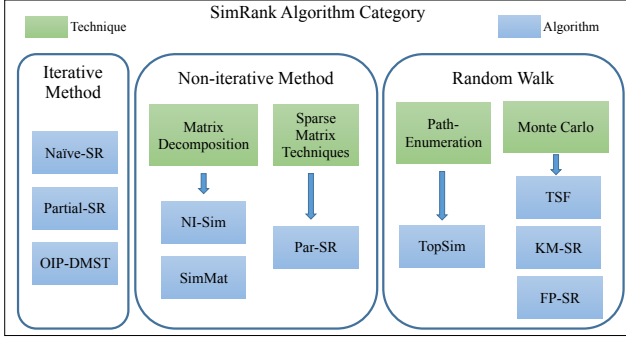 SimRank Algorithm Category
Technique
Algorithm
Iterative
Method
Naïve-SR
Partial-SR
OIP-DMST
Non-iterative Method
Matrix
Decomposition
Sparse
Matrix
Techniques
NI-Sim
SimMat
Par-SR
Random Walk
Path-
Enumeration
Monte Carlo
TopSim
TSF
KM-SR
FP-SR